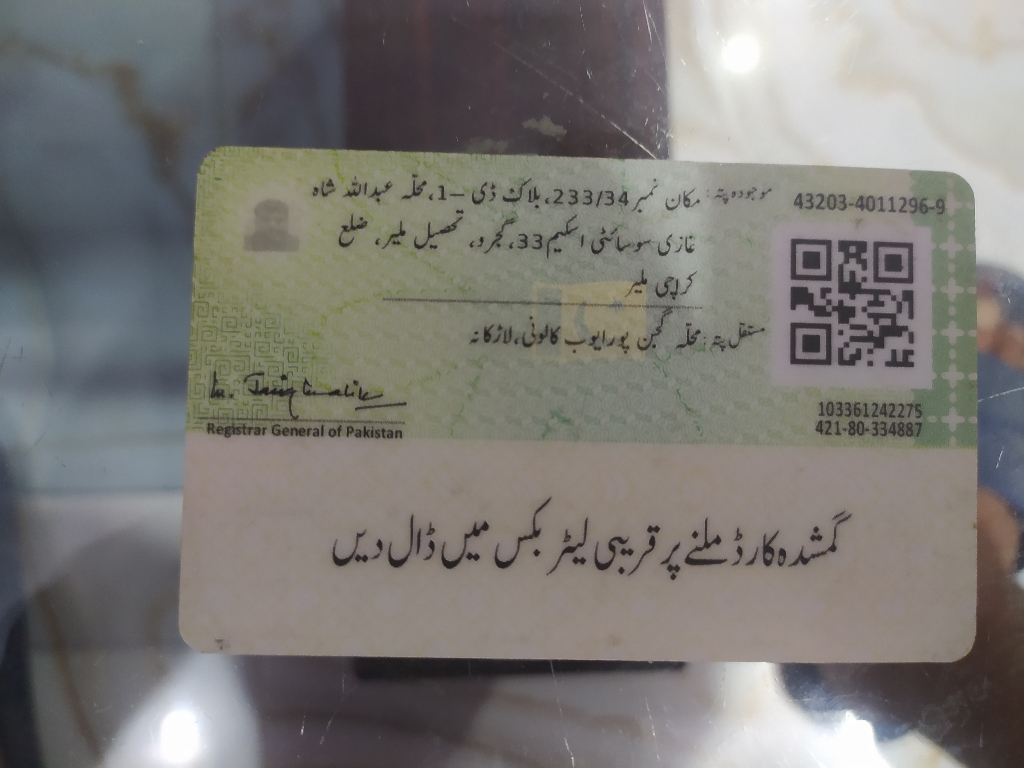 موجودہ پتہ: مکان نمبر 233/34، بلاک ڈی -1، محلہ عبداللہ شاہ
غازی سوسائٹی اسکیم 33، گجرو، تحصیل ملیر، ضلع
کراچی ملیر
43203-4011296-9
مستقل پتہ: محلہ گجن پور ایوب کالونی، لاڑکانہ
103361242275
421-80-334887
Registrar General of Pakistan
گمشدہ کارڈ ملنے پر قریبی لیٹر بکس میں ڈال دیں